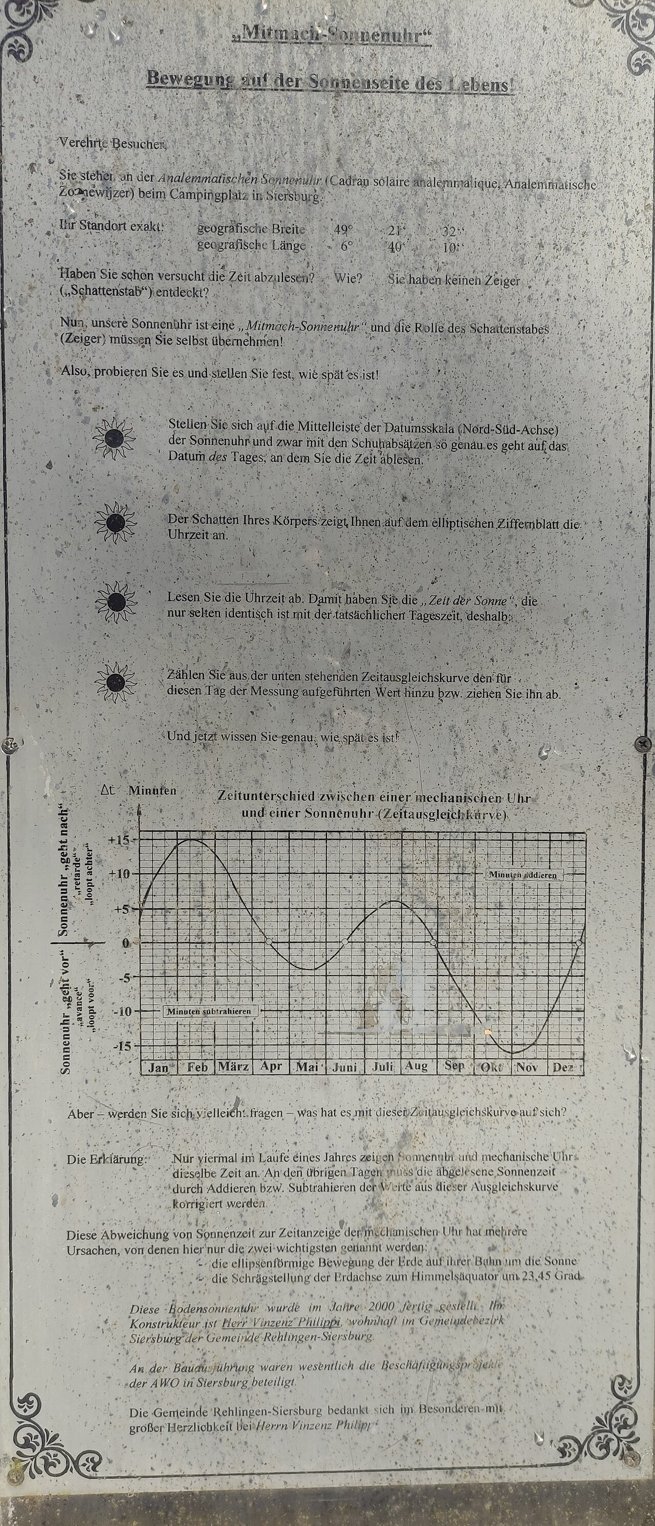 „Mitmach-Sonnenuhr“
Bewegung auf der Sonnenseite des Lebens!
Verehrte Besucher,
Sie stehen an der Analemmatischen Sonnenuhr (Cadran solaire analemmatique, Analemmatische
Zonnewijzer) beim Campingplatz in Siersburg.
Ihr Standort exakt: geografische Breite 49° 21‘ 32“
geografische Länge 6° 40‘ 10“
Haben Sie schon versucht die Zeit abzulesen? Wie? Sie haben keinen Zeiger
(„Schattenstab“) entdeckt?
Nun, unsere Sonnenuhr ist eine „Mitmach-Sonnenuhr“ und die Rolle des Schattenstabes
(Zeiger) müssen Sie selbst übernehmen!
Also, probieren Sie es und stellen Sie fest, wie spät es ist!
Stellen Sie sich auf die Mittelleiste der Datumsskala (Nord-Süd-Achse)
der Sonnenuhr und zwar mit den Schuhabsätzen so genau es geht auf das
Datum des Tages, an dem Sie die Zeit ablesen.
Der Schatten Ihres Körpers zeigt Ihnen auf dem elliptischen Ziffernblatt die
Uhrzeit an.
Lesen Sie die Uhrzeit ab. Damit haben Sie die „Zeit der Sonne“, die
nur selten identisch ist mit der tatsächlichen Tageszeit, deshalb:
Zählen Sie aus der unten stehenden Zeitausgleichskurve den für
diesen Tag der Messung aufgeführten Wert hinzu bzw. ziehen Sie ihn ab.
Und jetzt wissen Sie genau, wie spät es ist!
Δt Minuten
Zeitunterschied zwischen einer mechanischen Uhr
und einer Sonnenuhr (Zeitausgleichkurve)
Sonnenuhr „geht nach“
„retarde“
„loopt achter“
Sonnenuhr „geht vor“
„avance“
„loopt voor“
+15
+10
+5
0
-5
-10
-15
Minuten addieren
Minuten subtrahieren
Jan Feb März Apr Mai Juni Juli Aug Sep Okt Nov Dez
Aber – werden Sie sich vielleicht fragen – was hat es mit dieser Zeitausgleichskurve auf sich?
Die Erklärung: Nur viermal im Laufe eines Jahres zeigen Sonnenuhr und mechanische Uhr
dieselbe Zeit an. An den übrigen Tagen muss die abgelesene Sonnenzeit
durch Addieren bzw. Subtrahieren der Werte aus dieser Ausgleichskurve
korrigiert werden.
Diese Abweichung von Sonnenzeit zur Zeitanzeige der mechanischen Uhr hat mehrere
Ursachen, von denen hier nur die zwei wichtigsten genannt werden:
- die ellipsenförmige Bewegung der Erde auf ihrer Bahn um die Sonne
- die Schrägstellung der Erdachse zum Himmelsäquator um 23,45 Grad
Diese Bodensonnenuhr wurde im Jahre 2000 fertig gestellt. Ihr
Konstrukteur ist Herr Vinzenz Philippi, wohnhaft im Gemeindebezirk
Siersburg der Gemeinde Rehlingen-Siersburg.
An der Bauausführung waren wesentlich die Beschäftigungsprojekte
der AWO in Siersburg beteiligt.
Die Gemeinde Rehlingen-Siersburg bedankt sich im Besonderen mit
großer Herzlichkeit bei Herrn Vinzenz Philippi